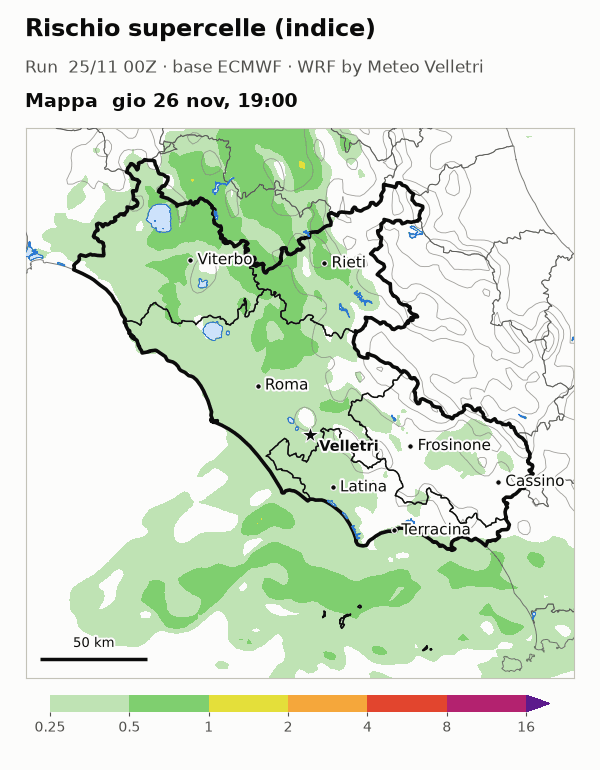 Rischio supercelle (indice)
Run  25/11 00Z · base ECMWF · WRF by Meteo Velletri
Mappa  gio 26 nov, 19:00
Viterbo
Rieti
Roma
Velletri
Frosinone
Latina
Cassino
Terracina
50 km
0.25 0.5 1 2 4 8 16